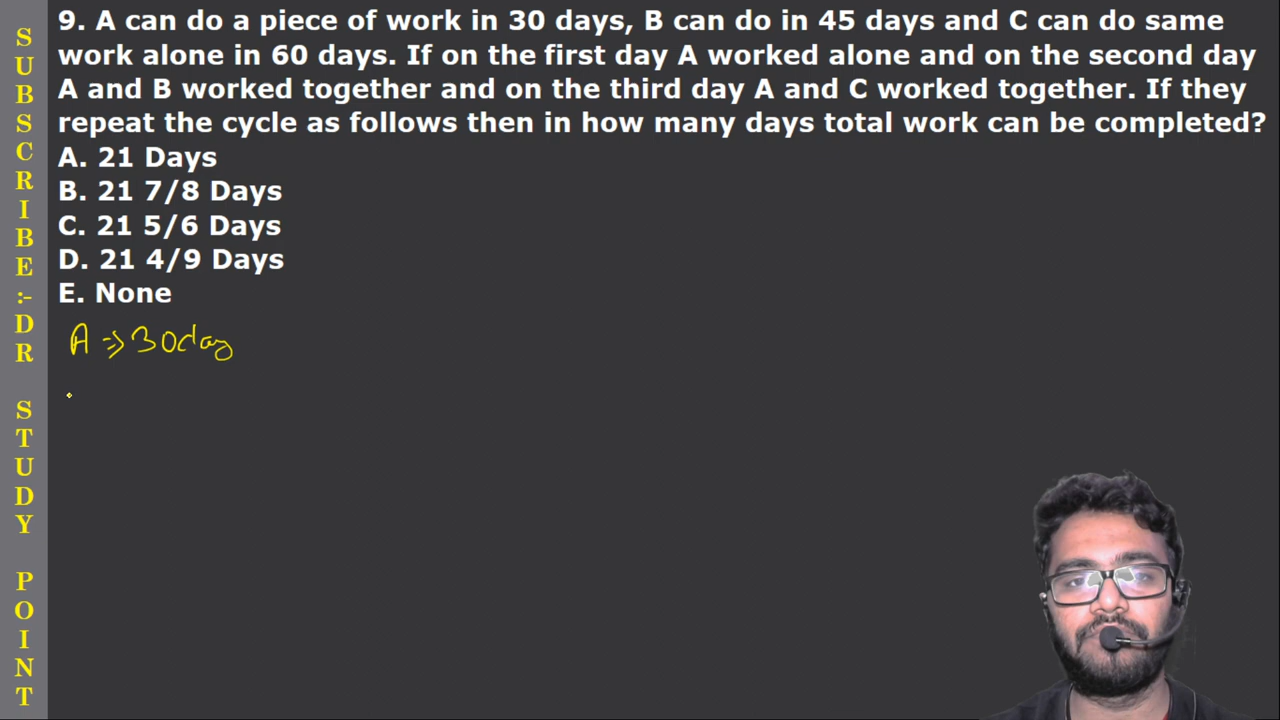 SUBSCRIBE:-DR STUDY POINT
9. A can do a piece of work in 30 days, B can do in 45 days and C can do same
work alone in 60 days. If on the first day A worked alone and on the second day
A and B worked together and on the third day A and C worked together. If they
repeat the cycle as follows then in how many days total work can be completed?
A. 21 Days
B. 21 7/8 Days
C. 21 5/6 Days
D. 21 4/9 Days
E. None
A ⇒ 30day